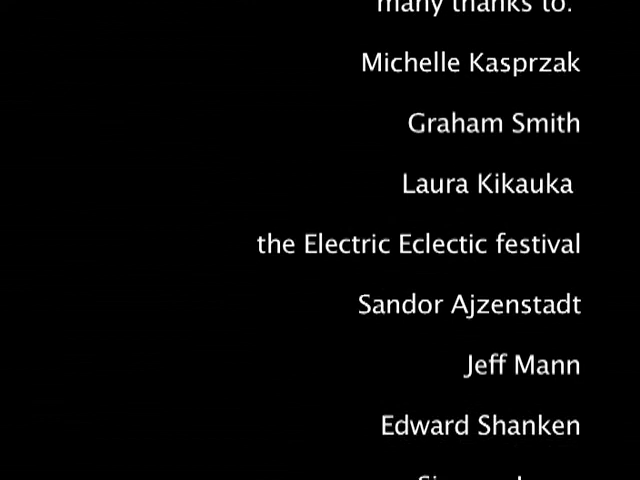 many thanks to:
Michelle Kasprzak
Graham Smith
Laura Kikauka
the Electric Eclectic festival
Sandor Ajzenstadt
Jeff Mann
Edward Shanken